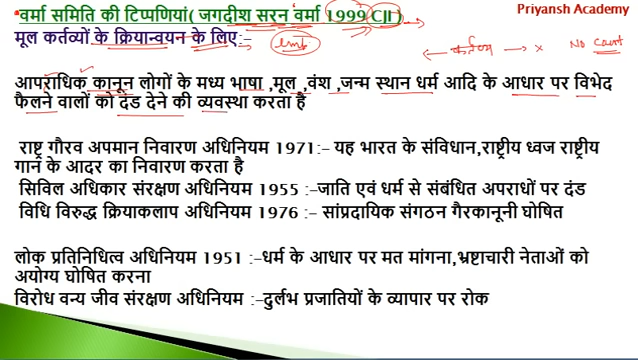 Priyansh Academy
वर्मा समिति की टिप्पणियां( जगदीश सरन वर्मा 1999 CJI)
मूल कर्तव्यों के क्रियान्वयन के लिए :-
कर्तव्य × No court
आपराधिक कानून लोगों के मध्य भाषा ,मूल, वंश ,जन्म स्थान धर्म आदि के आधार पर विभेद
फैलने वालों को दंड देने की व्यवस्था करता है
राष्ट्र गौरव अपमान निवारण अधिनियम 1971:- यह भारत के संविधान,राष्ट्रीय ध्वज राष्ट्रीय
गान के आदर का निवारण करता है
सिविल अधिकार संरक्षण अधिनियम 1955:-जाति एवं धर्म से संबंधित अपराधों पर दंड
विधि विरुद्ध क्रियाकलाप अधिनियम 1976 :- सांप्रदायिक संगठन गैरकानूनी घोषित
लोक प्रतिनिधित्व अधिनियम 1951 :-धर्म के आधार पर मत मांगना,भ्रष्टाचारी नेताओं को
अयोग्य घोषित करना
विरोध वन्य जीव संरक्षण अधिनियम :-दुर्लभ प्रजातियों के व्यापार पर रोक